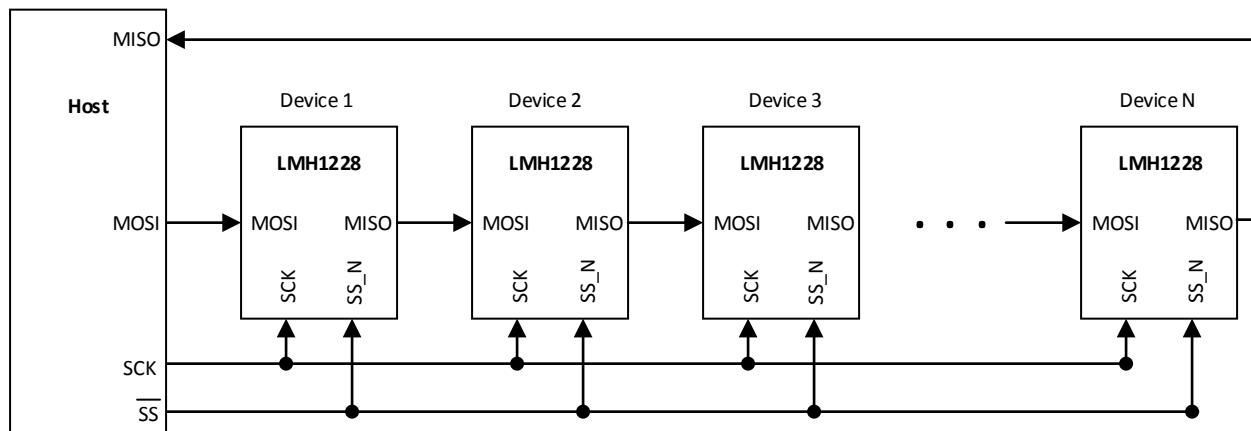 MISO
Host
Device 1
Device 2
Device 3
Device N
LMH1228
LMH1228
LMH1228
LMH1228
MOSI
MOSI MISO
MOSI MISO
MOSI MISO
. . .
MOSI MISO
SCK SS_N
SCK SS_N
SCK SS_N
SCK SS_N
SCK
SS